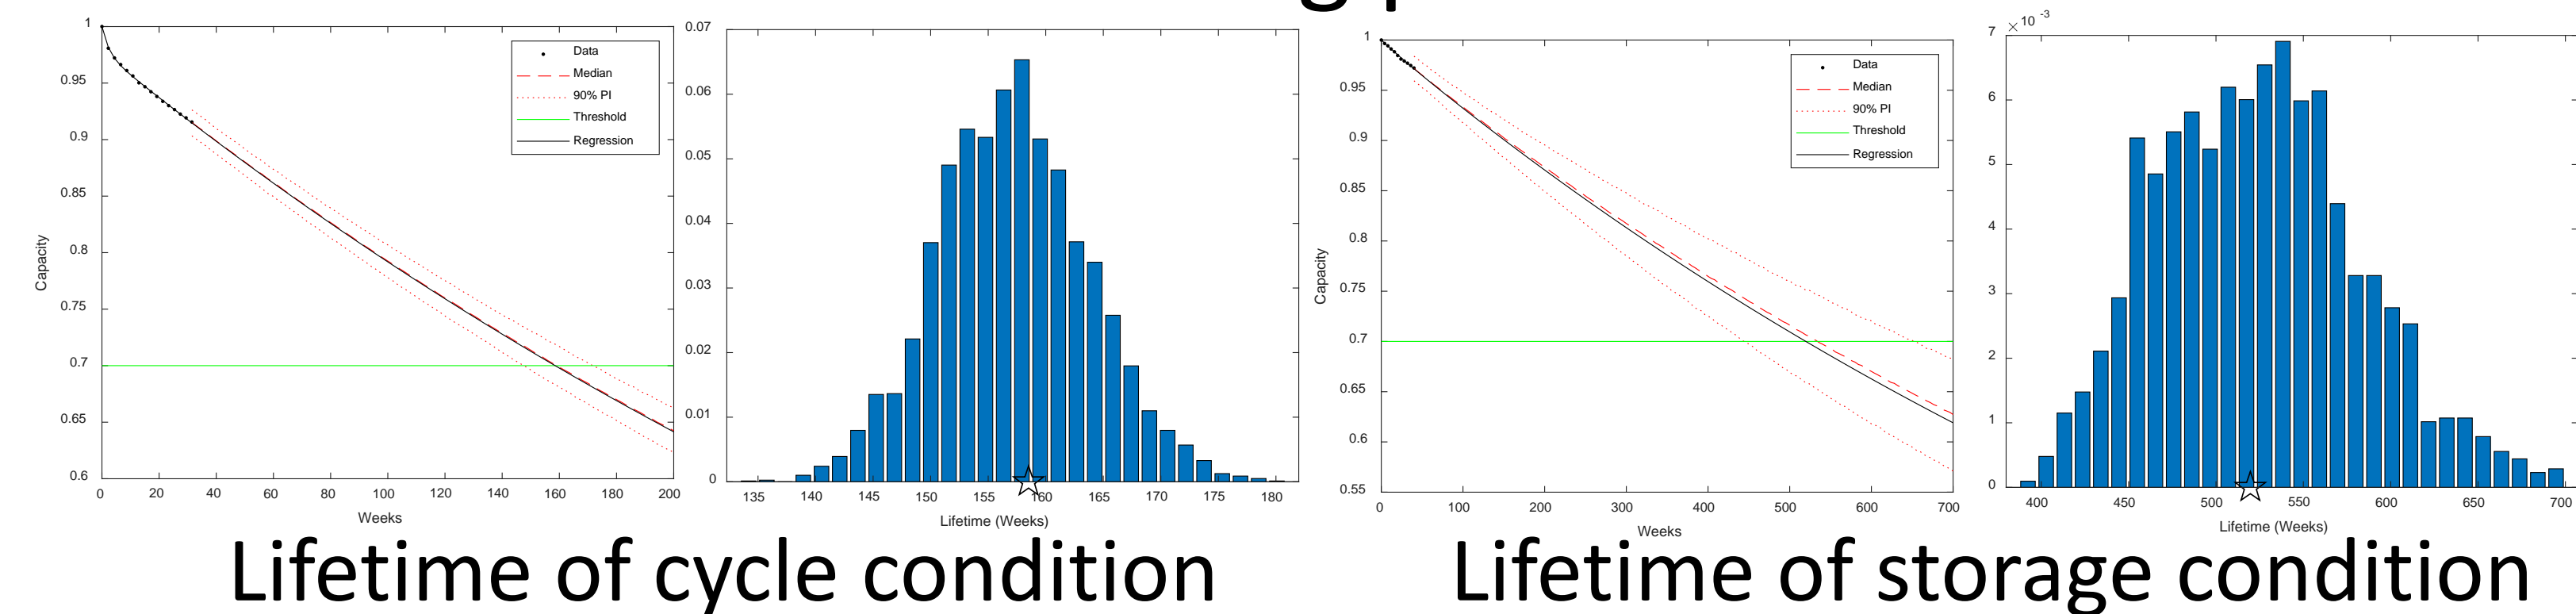 1
0.95
0.9
0.85
0.8
0.75
0.7
0.65
0.6
Capacity
0 20 40 60 80 100 120 140 160 180 200
Weeks
Data
Median
90% PI
Threshold
Regression
0.07
0.06
0.05
0.04
0.03
0.02
0.01
0
135 140 145 150 155 160 165 170 175 180
Lifetime (Weeks)
Lifetime of cycle condition
1
0.95
0.9
0.85
0.8
0.75
0.7
0.65
0.6
0.55
Capacity
0 100 200 300 400 500 600 700
Weeks
Data
Median
90% PI
Threshold
Regression
×10 -3
7
6
5
4
3
2
1
0
400 450 500 550 600 650 700
Lifetime (Weeks)
Lifetime of storage condition